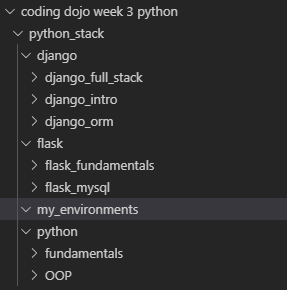 coding dojo week 3 python
python_stack
django
django_full_stack
django_intro
django_orm
flask
flask_fundamentals
flask_mysql
my_environments
python
fundamentals
OOP